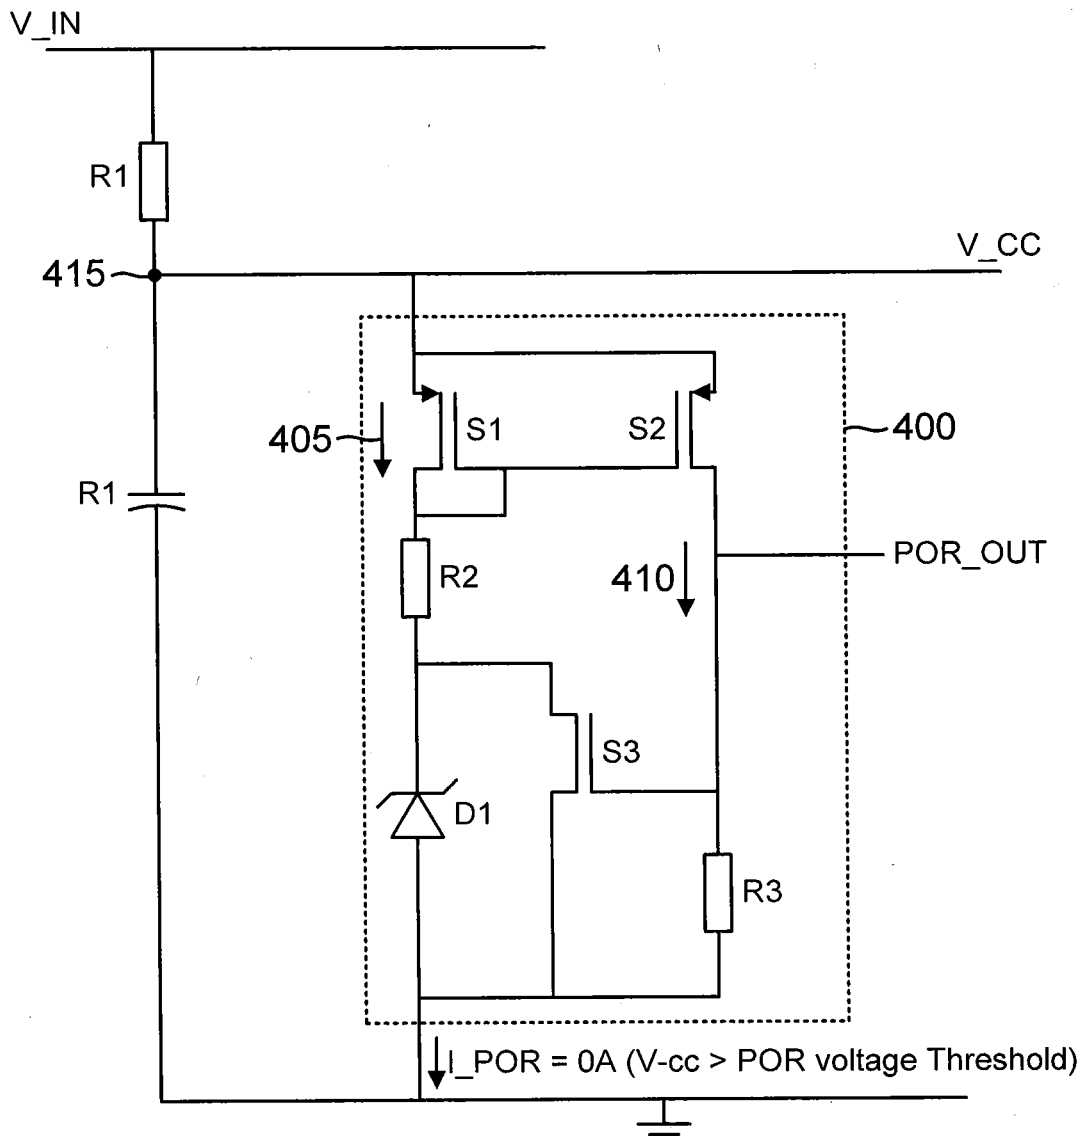 V_IN
R1
415
V_CC
405
S1
S2
400
R1
R2
410
POR_OUT
S3
D1
R3
I_POR = 0A (V-cc > POR voltage Threshold)